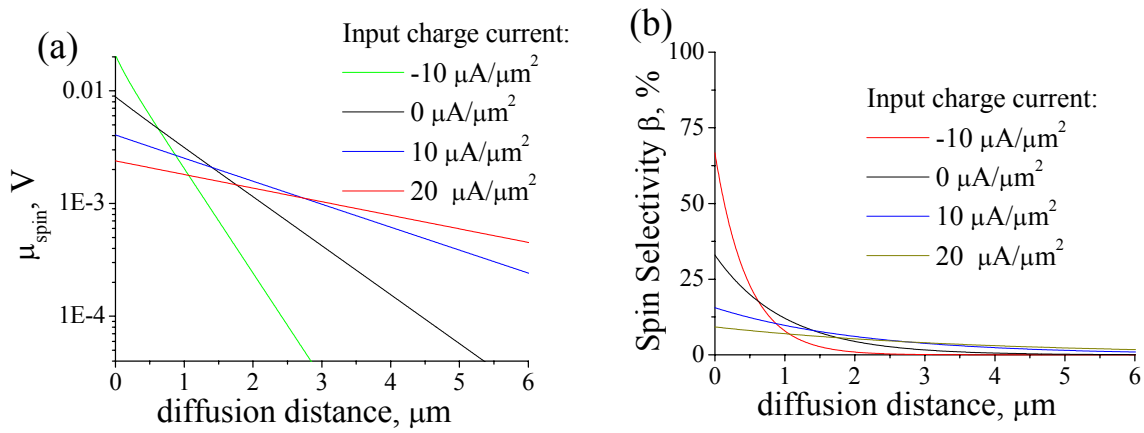 (a)
Input charge current:
-10 μA/μm²
0 μA/μm²
10 μA/μm²
20 μA/μm²
0.01
1E-3
1E-4
μspin, V
0 1 2 3 4 5 6
diffusion distance, μm
(b)
100
75
50
25
0
Spin Selectivity β, %
Input charge current:
-10 μA/μm²
0 μA/μm²
10 μA/μm²
20 μA/μm²
0 1 2 3 4 5 6
diffusion distance, μm